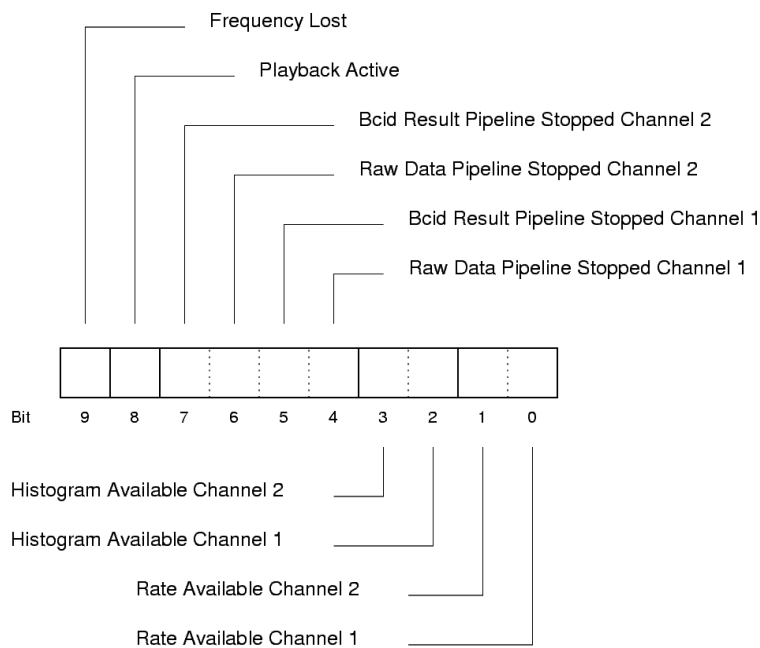 Frequency Lost
Playback Active
Bcid Result Pipeline Stopped Channel 2
Raw Data Pipeline Stopped Channel 2
Bcid Result Pipeline Stopped Channel 1
Raw Data Pipeline Stopped Channel 1
Bit 9 8 7 6 5 4 3 2 1 0
Histogram Available Channel 2
Histogram Available Channel 1
Rate Available Channel 2
Rate Available Channel 1